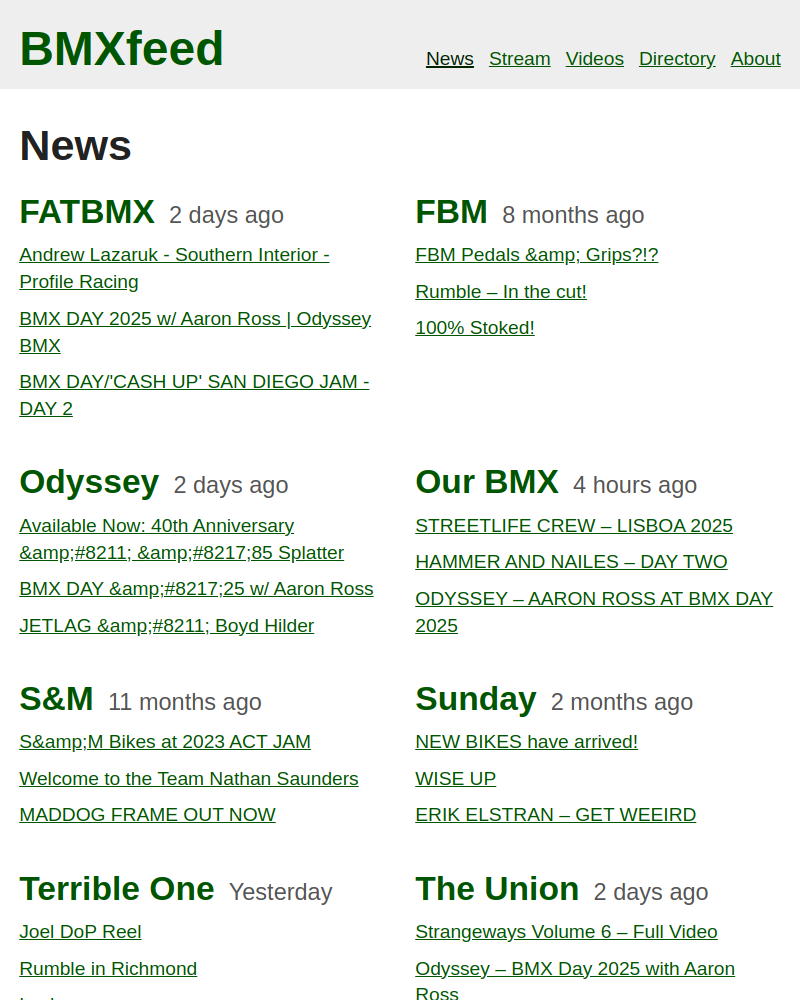 BMXfeed
News Stream Videos Directory About
News
FATBMX 2 days ago
Andrew Lazaruk - Southern Interior -
Profile Racing
BMX DAY 2025 w/ Aaron Ross | Odyssey
BMX
BMX DAY/'CASH UP' SAN DIEGO JAM -
DAY 2
FBM 8 months ago
FBM Pedals &amp; Grips?!?
Rumble – In the cut!
100% Stoked!
Odyssey 2 days ago
Available Now: 40th Anniversary
&amp;#8211; &amp;#8217;85 Splatter
BMX DAY &amp;#8217;25 w/ Aaron Ross
JETLAG &amp;#8211; Boyd Hilder
Our BMX 4 hours ago
STREETLIFE CREW – LISBOA 2025
HAMMER AND NAILES – DAY TWO
ODYSSEY – AARON ROSS AT BMX DAY
2025
S&M 11 months ago
S&amp;M Bikes at 2023 ACT JAM
Welcome to the Team Nathan Saunders
MADDOG FRAME OUT NOW
Sunday 2 months ago
NEW BIKES have arrived!
WISE UP
ERIK ELSTRAN – GET WEEIRD
Terrible One Yesterday
Joel DoP Reel
Rumble in Richmond
The Union 2 days ago
Strangeways Volume 6 – Full Video
Odyssey – BMX Day 2025 with Aaron
Ross